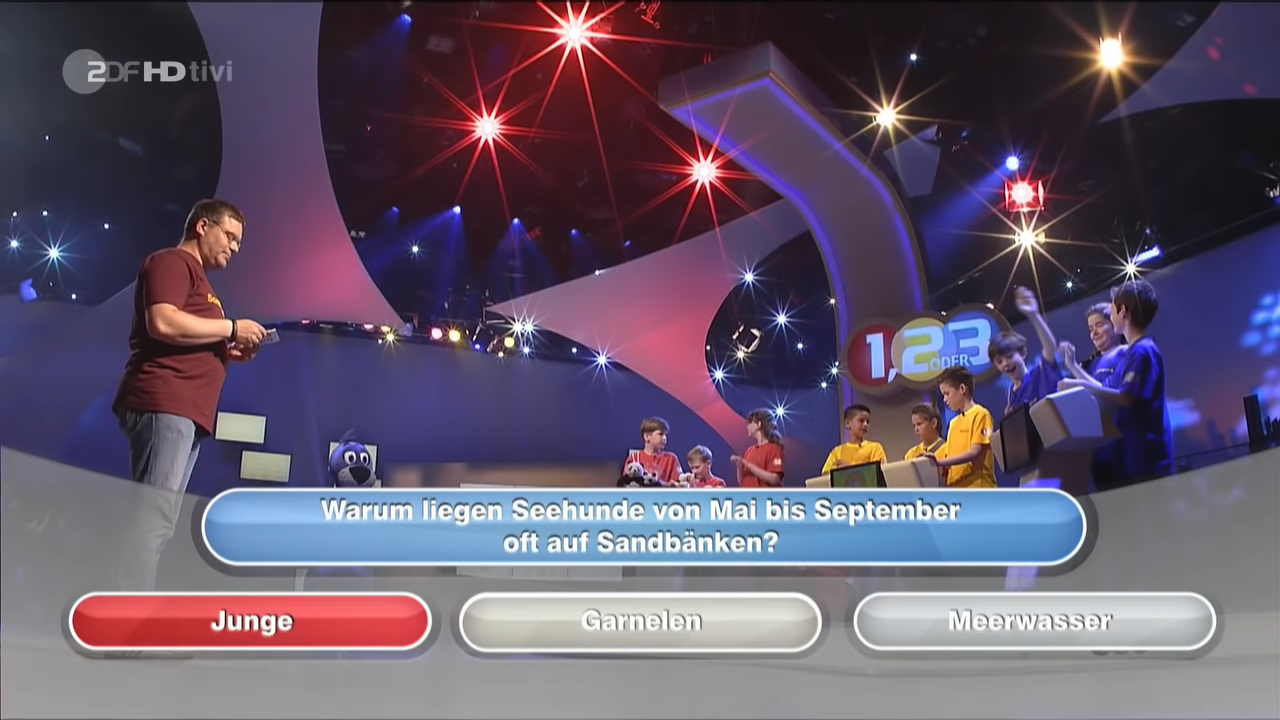 ZDF HD tivi
1, 2 ODER 3
Warum liegen Seehunde von Mai bis September
oft auf Sandbänken?
Junge
Garnelen
Meerwasser